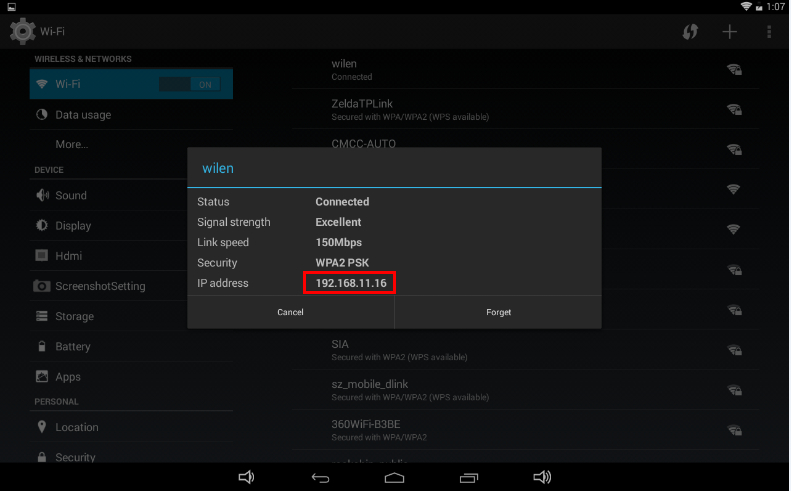 1:07
Wi-Fi
WIRELESS & NETWORKS
Wi-Fi
ON
Data usage
More...
DEVICE
Sound
Display
Hdmi
ScreenshotSetting
Storage
Battery
Apps
PERSONAL
Location
Security
wilen
Connected
ZeldaTPLink
Secured with WPA/WPA2 (WPS available)
CMCC-AUTO
wilen
Status Connected
Signal strength Excellent
Link speed 150Mbps
Security WPA2 PSK
IP address 192.168.11.16
Cancel Forget
SIA
Secured with WPA2 (WPS available)
sz_mobile_dlink
Secured with WPA/WPA2 (WPS available)
360WiFi-B3BE
Secured with WPA/WPA2